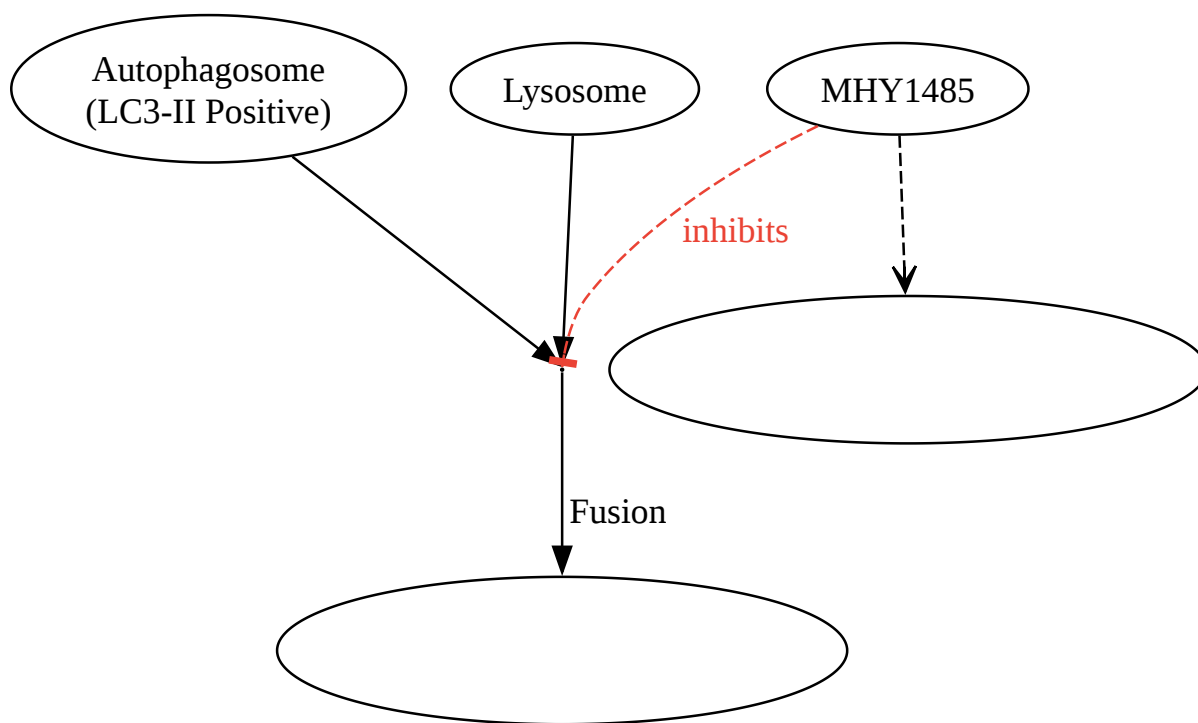 Autophagosome
(LC3-II Positive)
Lysosome
MHY1485
inhibits
Fusion